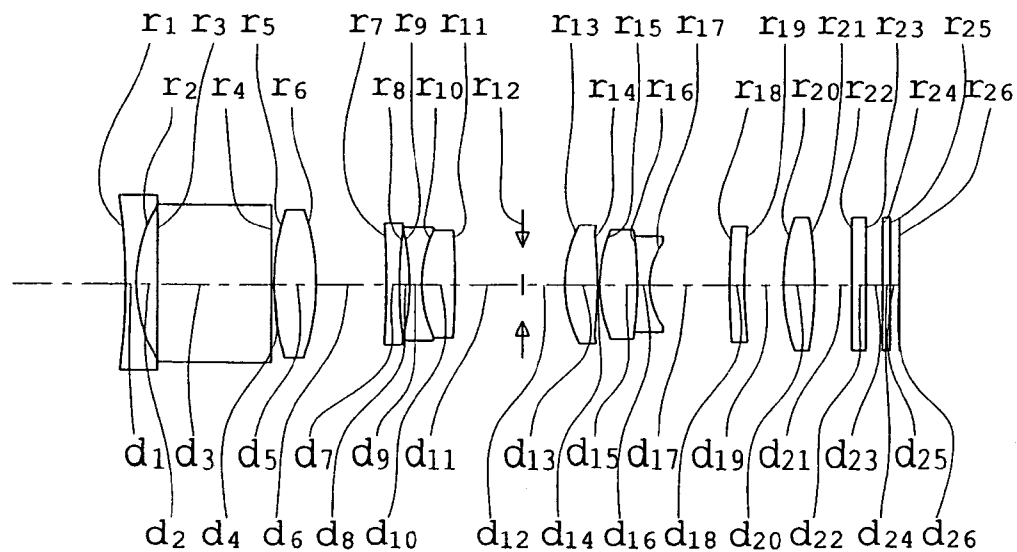 r1 r3 r5 r7 r9 r11 r13 r15 r17 r19 r21 r23 r25
r2 r4 r6 r8 r10 r12 r14 r16 r18 r20 r22 r24 r26
d1 d3 d5 d7 d9 d11 d13 d15 d17 d19 d21 d23 d25
d2 d4 d6 d8 d10 d12 d14 d16 d18 d20 d22 d24 d26